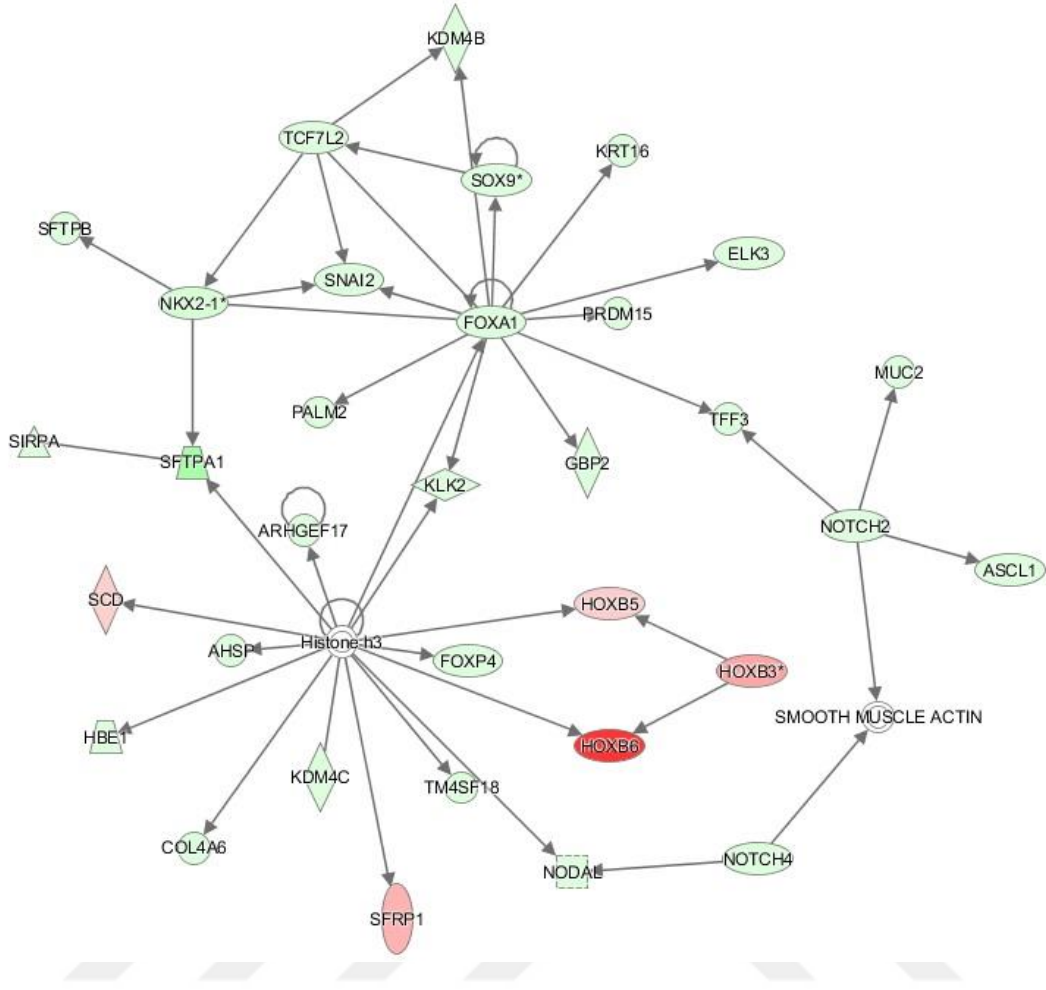 KDM4B
TCF7L2
SOX9*
KRT16
SFTPB
ELK3
SNAI2
NKX2-1*
FOXA1
PRDM15
MUC2
PALM2
TFF3
SIRPA
SFTPA1
GBP2
KLK2
ARHGEF17
NOTCH2
ASCL1
SCD
HOXB5
Histone h3
AHSP
FOXP4
HOXB3*
SMOOTH MUSCLE ACTIN
HBE1
HOXB6
KDM4C
TM4SF18
COL4A6
NOTCH4
NODAL
SFRP1